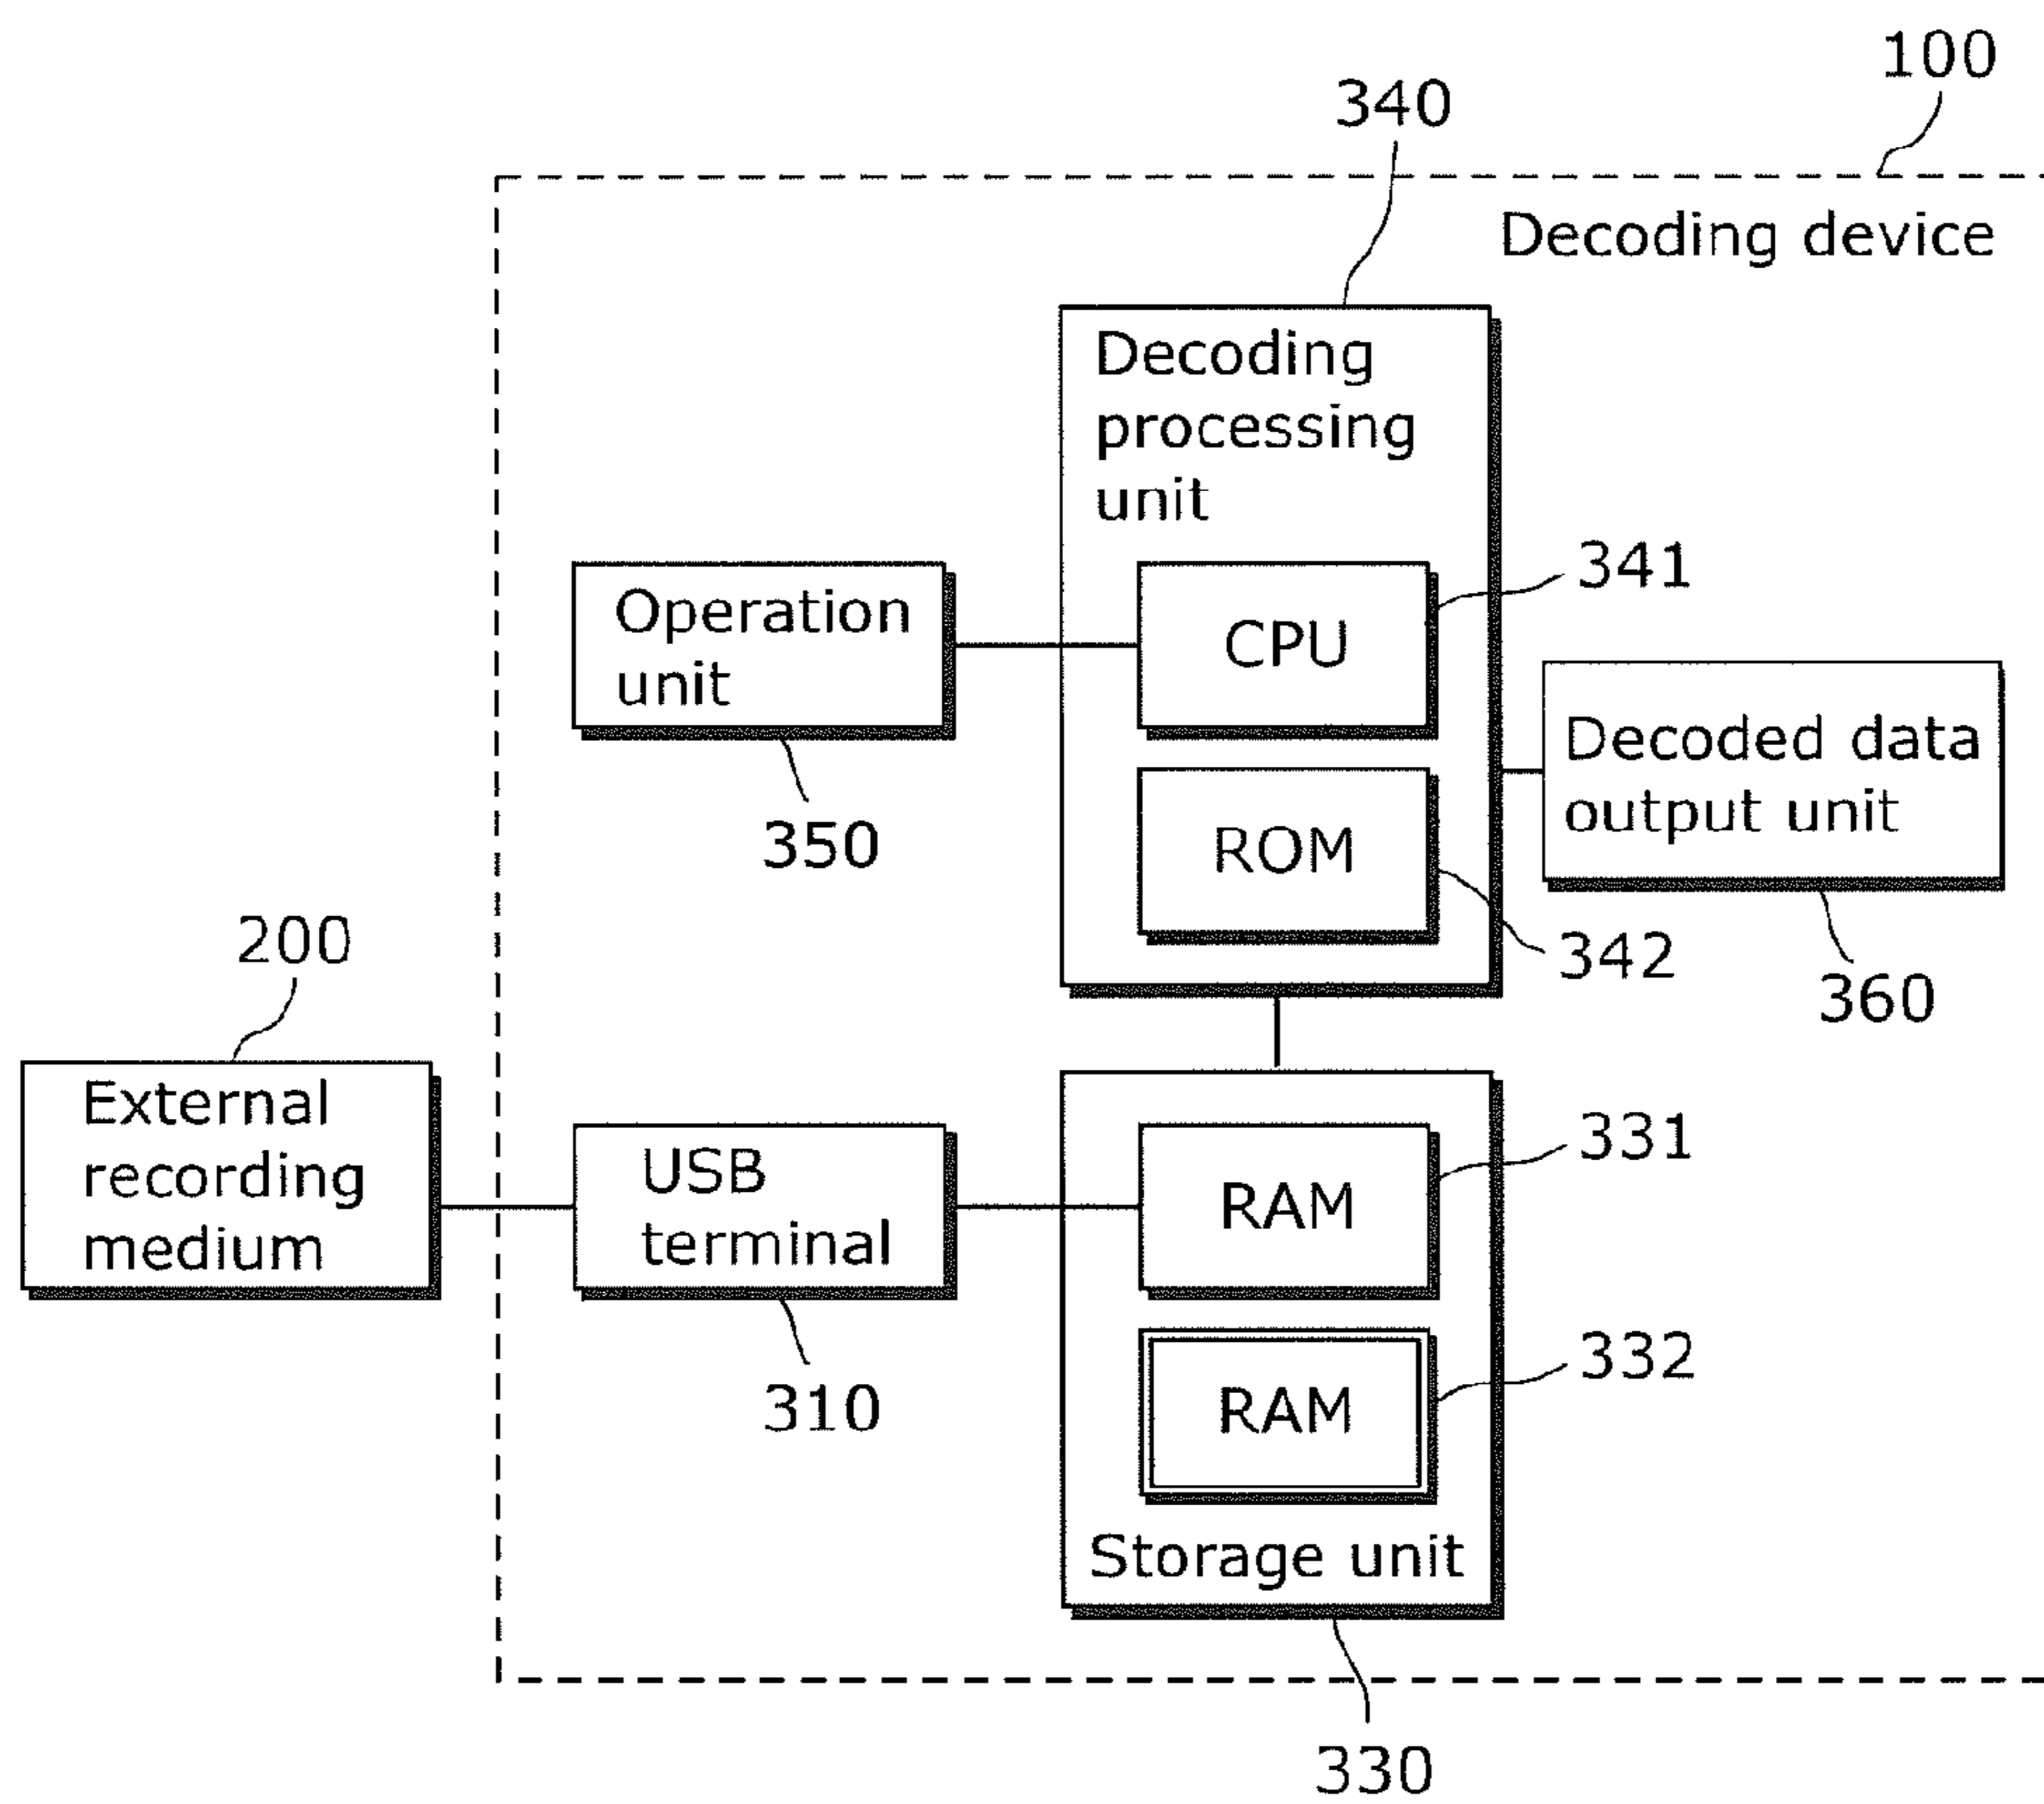 100
340
Decoding device
Decoding
processing
unit
341
Operation
unit
CPU
Decoded data
output unit
350
ROM
200
342
360
External
recording
medium
USB
terminal
RAM
331
332
RAM
310
Storage unit
330